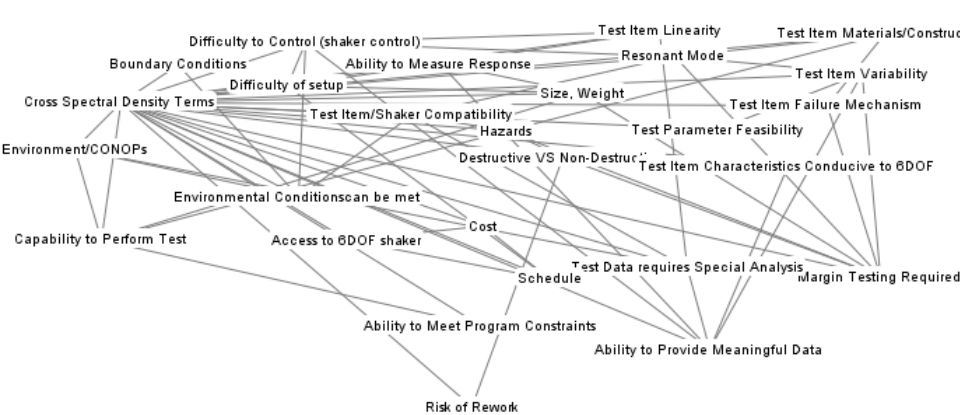 Test Item Linearity
Test Item Materials/Construc
Difficulty to Control (shaker control)
Resonant Mode
Boundary Conditions
Ability to Measure Response
Test Item Variability
Difficulty of setup
Size, Weight
Cross Spectral Density Terms
Test Item Failure Mechanism
Test Item/Shaker Compatibility
Hazards
Test Parameter Feasibility
Environment/CONOPs
Destructive VS Non-Destructi
Test Item Characteristics Conducive to 6DOF
Environmental Conditionscan be met
Cost
Capability to Perform Test
Access to 6DOF shaker
Test Data requires Special Analysis
Schedule
Margin Testing Required
Ability to Meet Program Constraints
Ability to Provide Meaningful Data
Risk of Rework